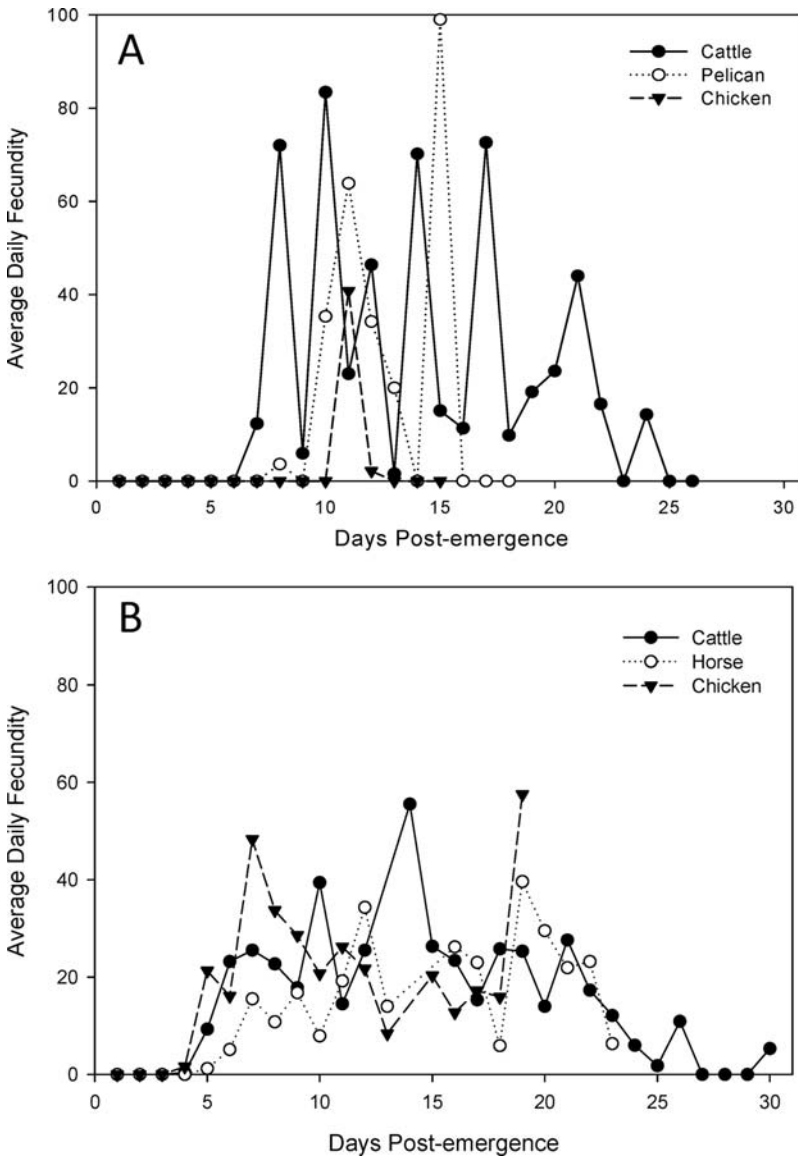 A
Cattle
Pelican
Chicken
100
80
60
40
20
0
Average Daily Fecundity
0 5 10 15 20 25 30
Days Post-emergence
B
Cattle
Horse
Chicken
100
80
60
40
20
0
Average Daily Fecundity
0 5 10 15 20 25 30
Days Post-emergence